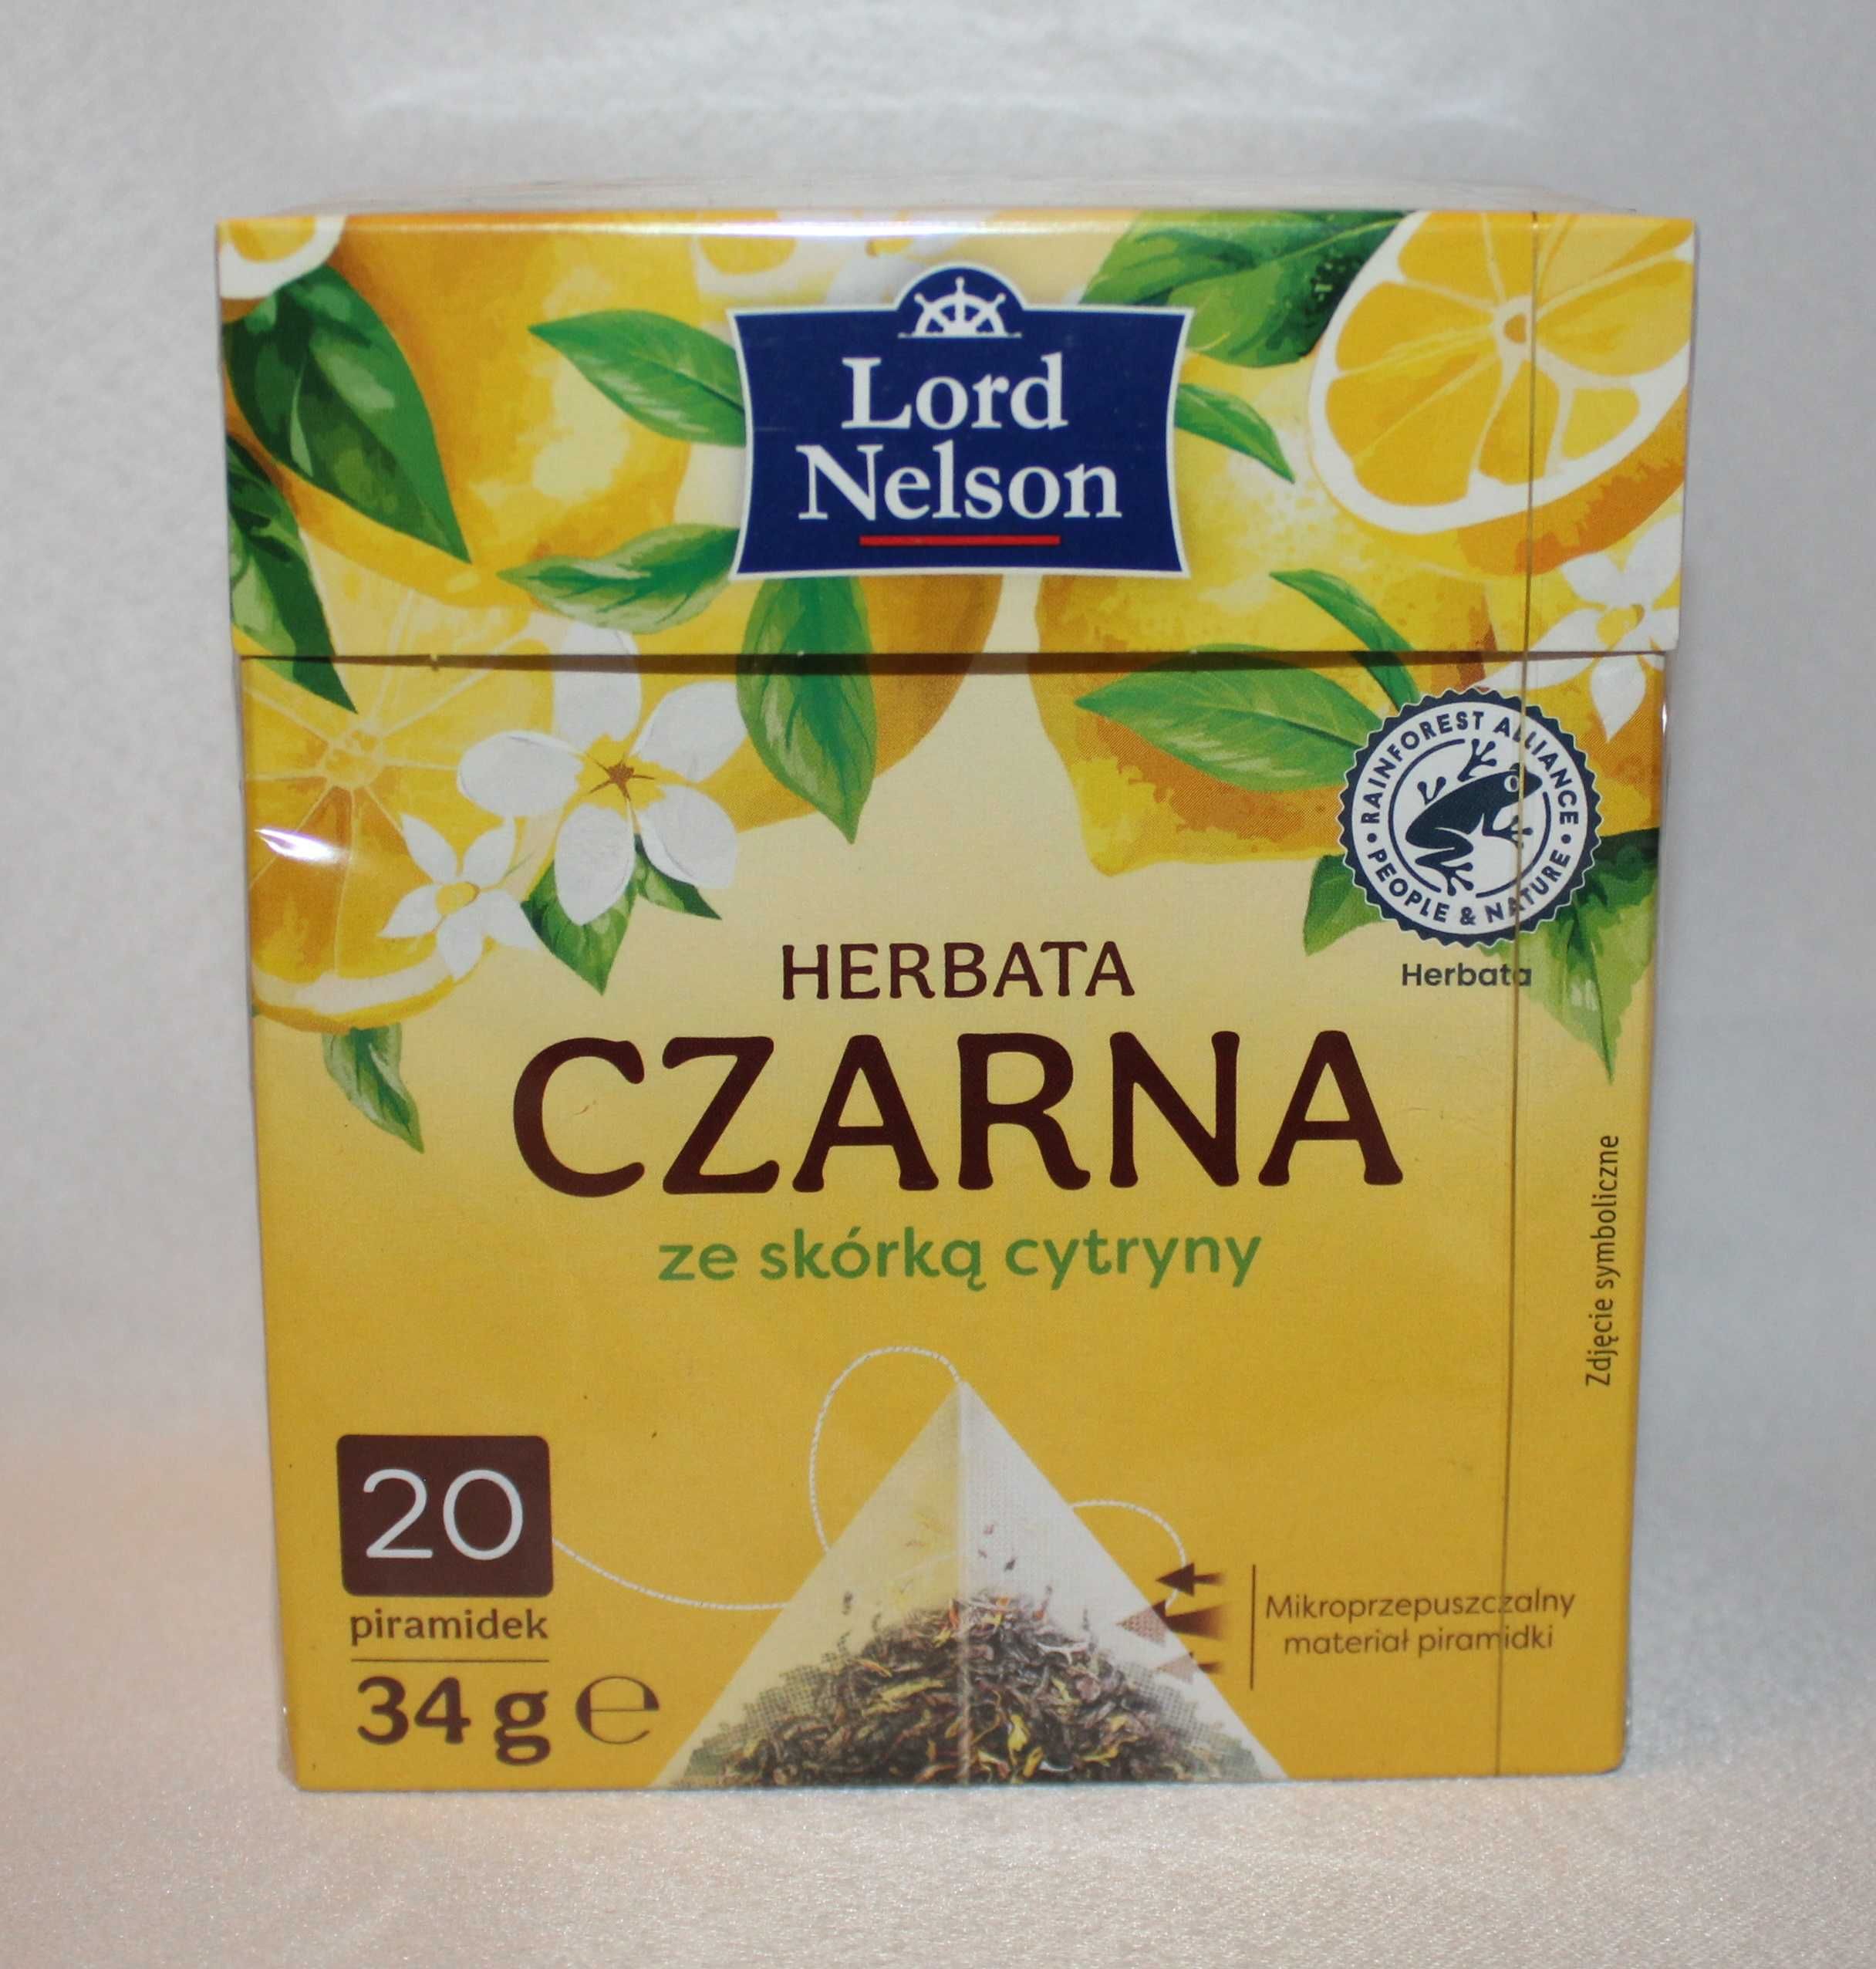 Lord
Nelson
RAINFOREST ALLIANCE
PEOPLE & NATURE
Herbata
HERBATA
CZARNA
ze skórką cytryny
Zdjęcie symboliczne
20
piramidek
34 g ℮
Mikroprzepuszczalny
materiał piramidki